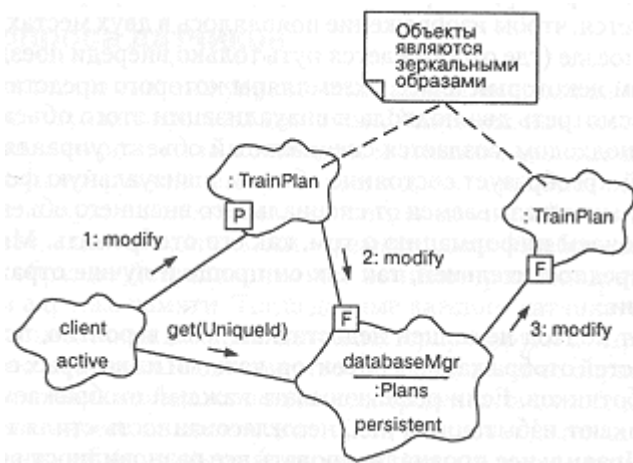 Объекты
являются
зеркальными
образами
: TrainPlan
P
: TrainPlan
1: modify
2: modify
F
F
client
active
get(UniqueId)
3: modify
databaseMgr
:Plans
persistent